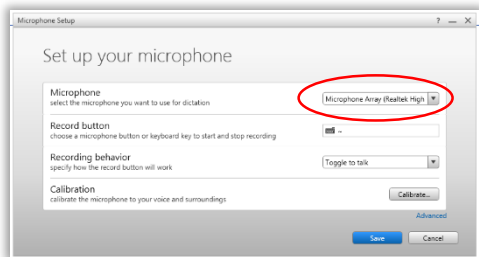 Microphone Setup
Set up your microphone
Microphone
Microphone Array (Realtek High
select the microphone you want to use for dictation
Record button
choose a microphone button or keyboard key to start and stop recording
Recording behavior
Toggle to talk
specify how the record button will work
Calibration
Calibrate...
calibrate the microphone to your voice and surroundings
Advanced
Save Cancel